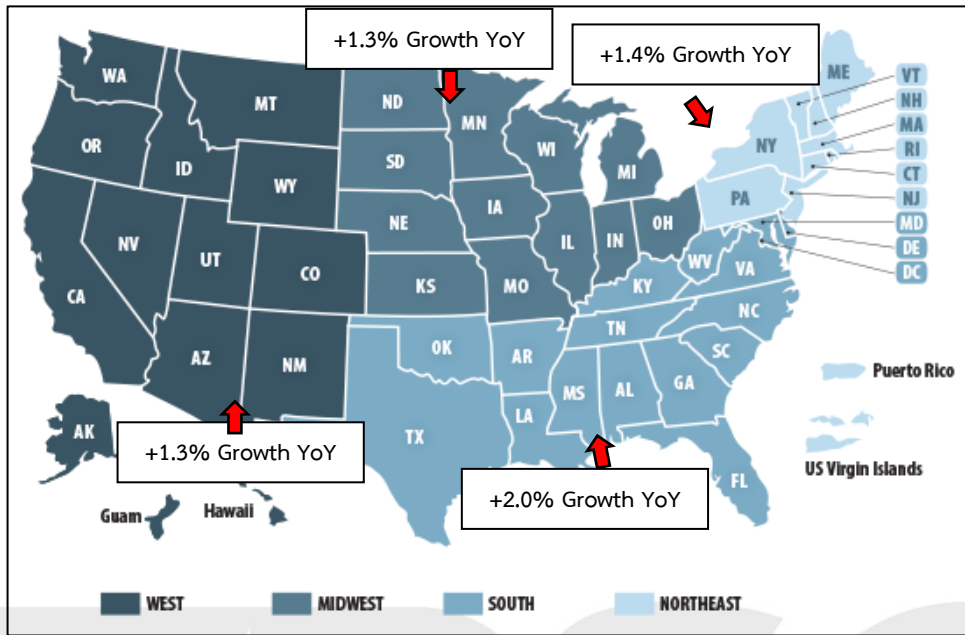 +1.3% Growth YoY
+1.4% Growth YoY
WA
MT
ND
MN
ME
VT
NH
MA
RI
CT
NJ
MD
DE
DC
OR
ID
WY
SD
WI
MI
NY
PA
NV
UT
CO
NE
IA
IL
IN
OH
CA
KS
MO
WV
VA
KY
NC
TN
AZ
NM
OK
AR
SC
MS
AL
GA
LA
TX
FL
AK
Puerto Rico
US Virgin Islands
+1.3% Growth YoY
+2.0% Growth YoY
Guam
Hawaii
WEST
MIDWEST
SOUTH
NORTHEAST